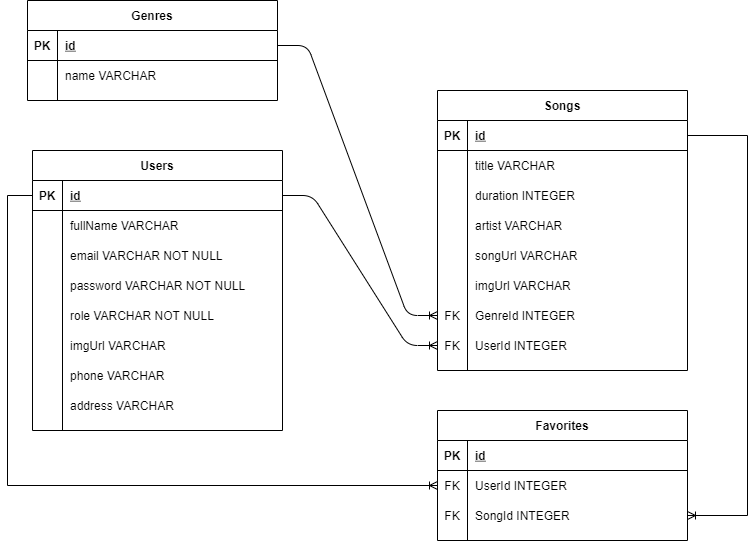 Genres
PK id
name VARCHAR
Songs
PK id
title VARCHAR
duration INTEGER
artist VARCHAR
songUrl VARCHAR
imgUrl VARCHAR
FK GenreId INTEGER
FK UserId INTEGER
Users
PK id
fullName VARCHAR
email VARCHAR NOT NULL
password VARCHAR NOT NULL
role VARCHAR NOT NULL
imgUrl VARCHAR
phone VARCHAR
address VARCHAR
Favorites
PK id
FK UserId INTEGER
FK SongId INTEGER